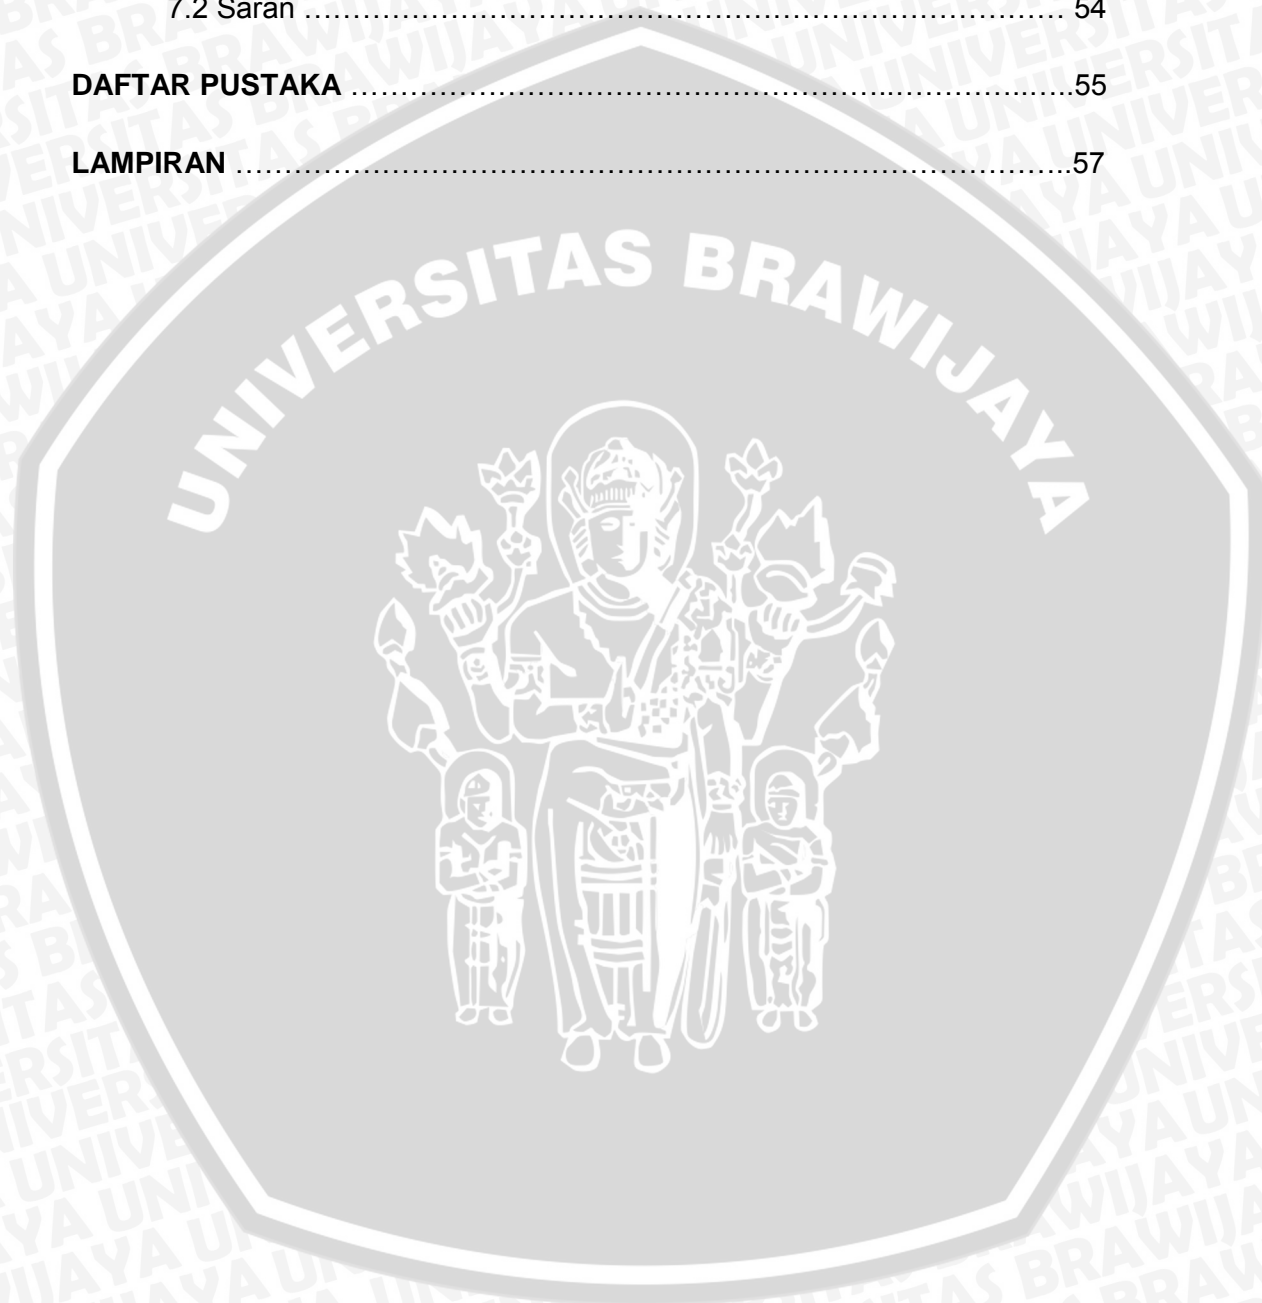 7.2 Saran …………………………………………………………………… 54
DAFTAR PUSTAKA ………………………………………………..……………..…..55
LAMPIRAN …………………………………………………………………………..57
UNIVERSITAS BRAWIJAYA